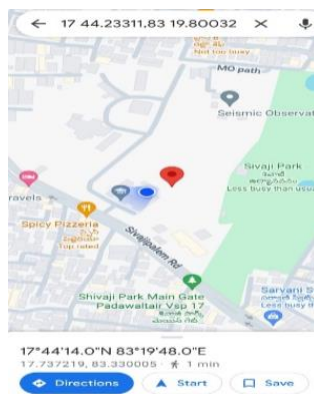 17 44.23311,83 19.80032
Not too busy
MO path
Seismic Observat
Sivaji Park
శివాజీ
Less busy than usu
ravels
Spicy Pizzeria
Top rated
Sivajipalem Rd
Shivaji Park Main Gate
Padawaltair Vsp 17
Sarvani S
17°44'14.0"N 83°19'48.0"E
17.737219, 83.330005 · 1 min
Directions
Start
Save